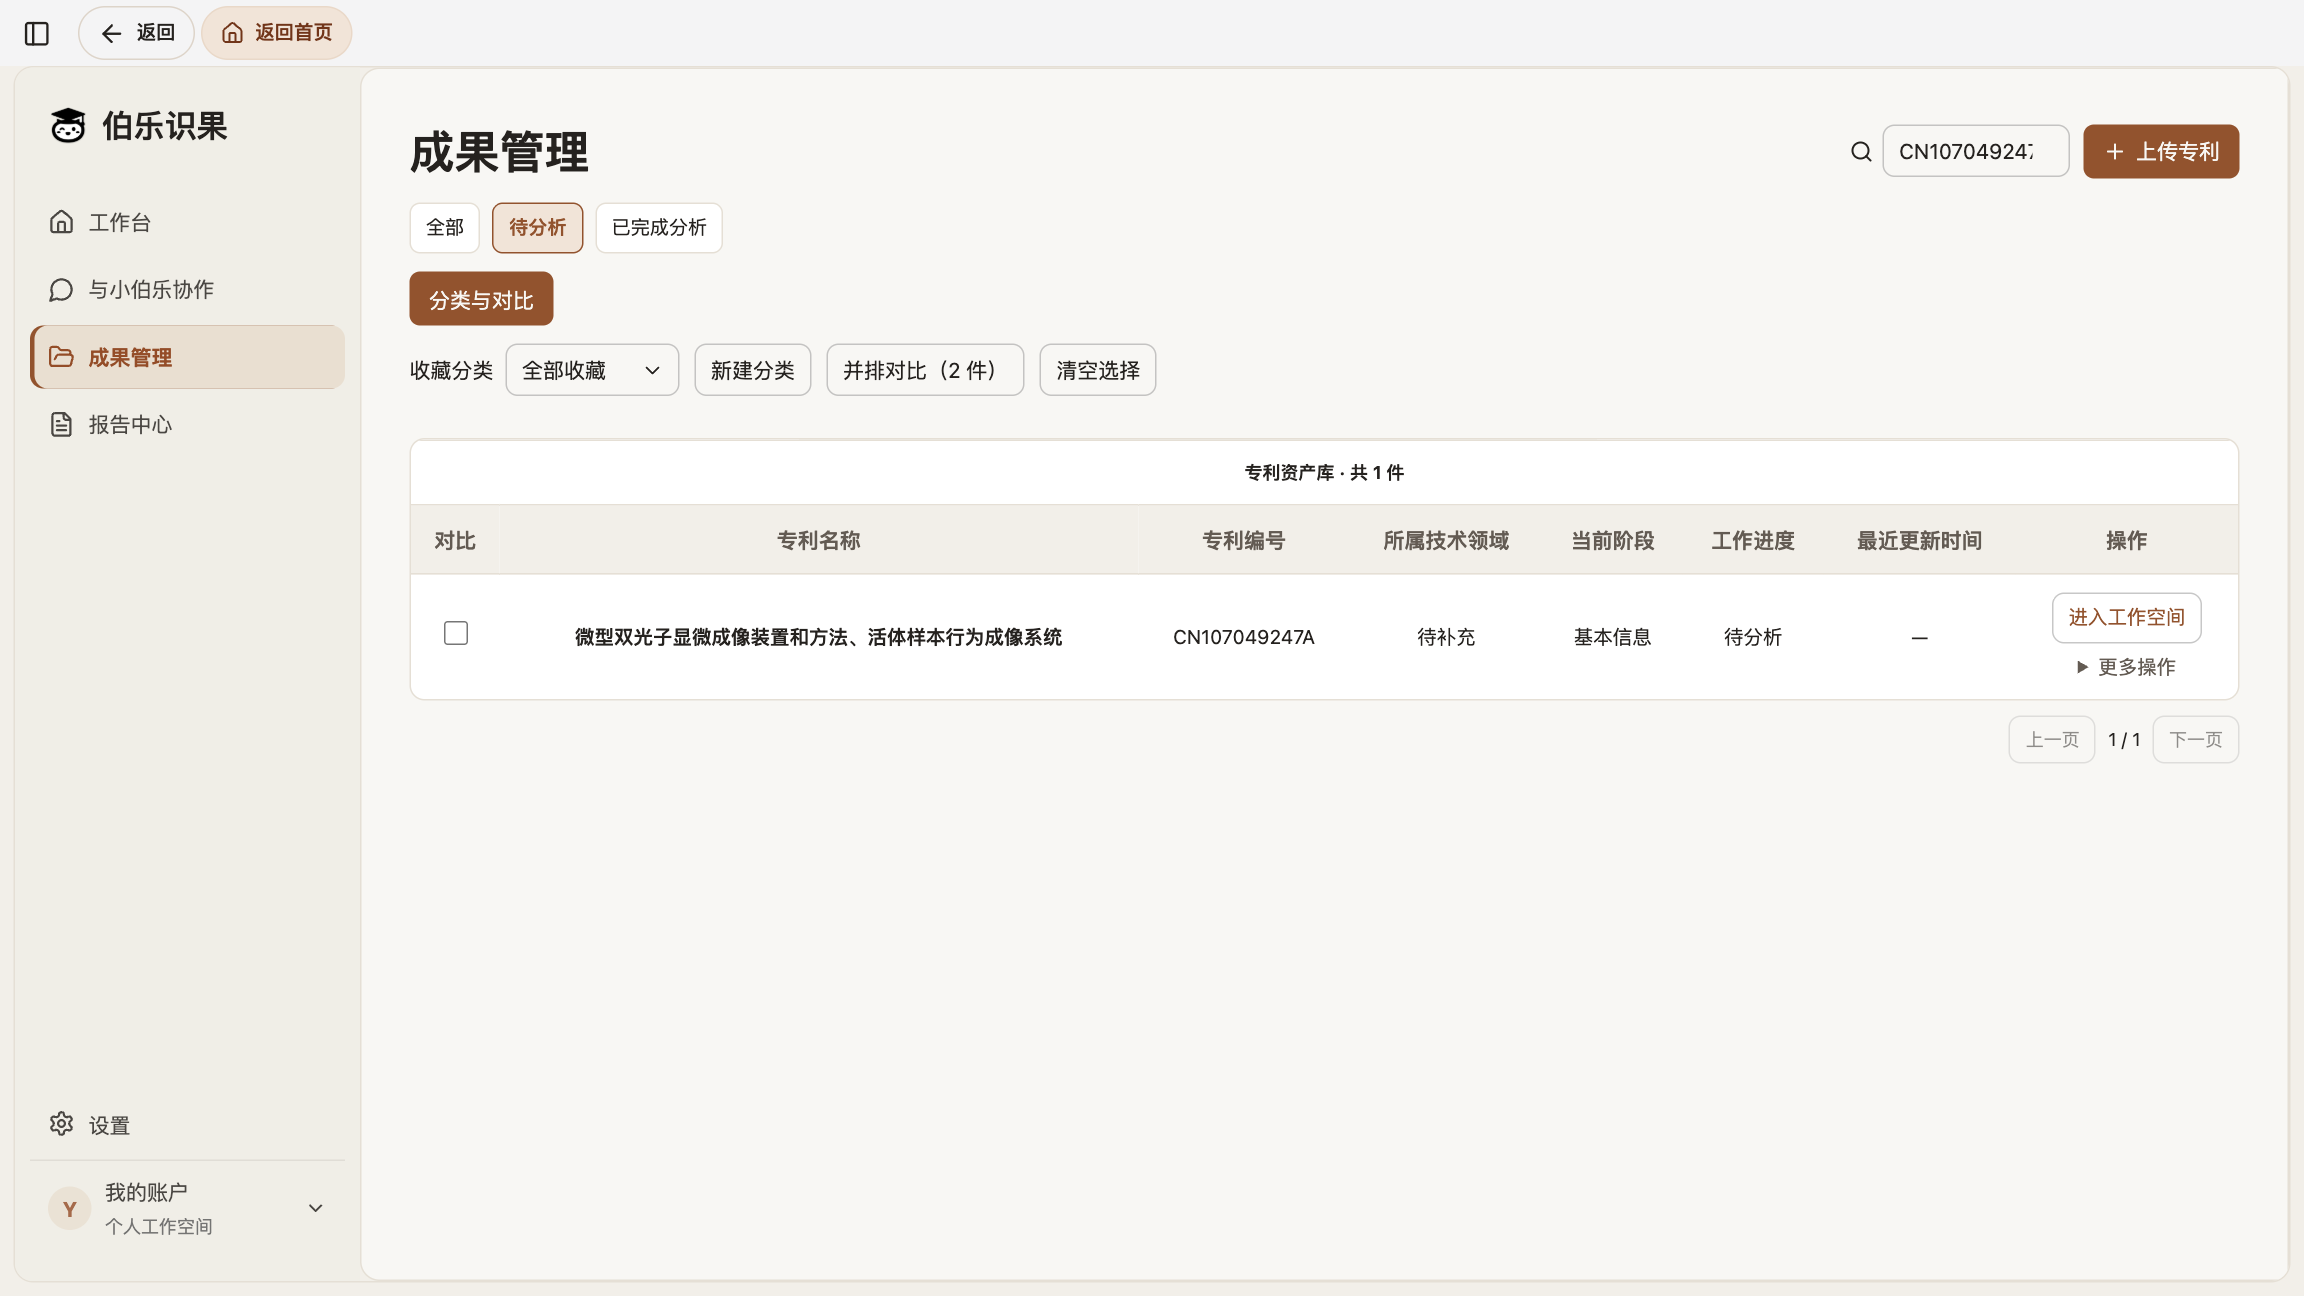 返回
返回首页
伯乐识果
工作台
与小伯乐协作
成果管理
报告中心
设置
Y
我的账户
个人工作空间
成果管理
CN107049247
上传专利
全部
待分析
已完成分析
分类与对比
收藏分类
全部收藏
新建分类
并排对比（2 件）
清空选择
专利资产库 · 共 1 件
对比 专利名称 专利编号 所属技术领域 当前阶段 工作进度 最近更新时间 操作
微型双光子显微成像装置和方法、活体样本行为成像系统 CN107049247A 待补充 基本信息 待分析 — 进入工作空间
更多操作
上一页 1 / 1 下一页